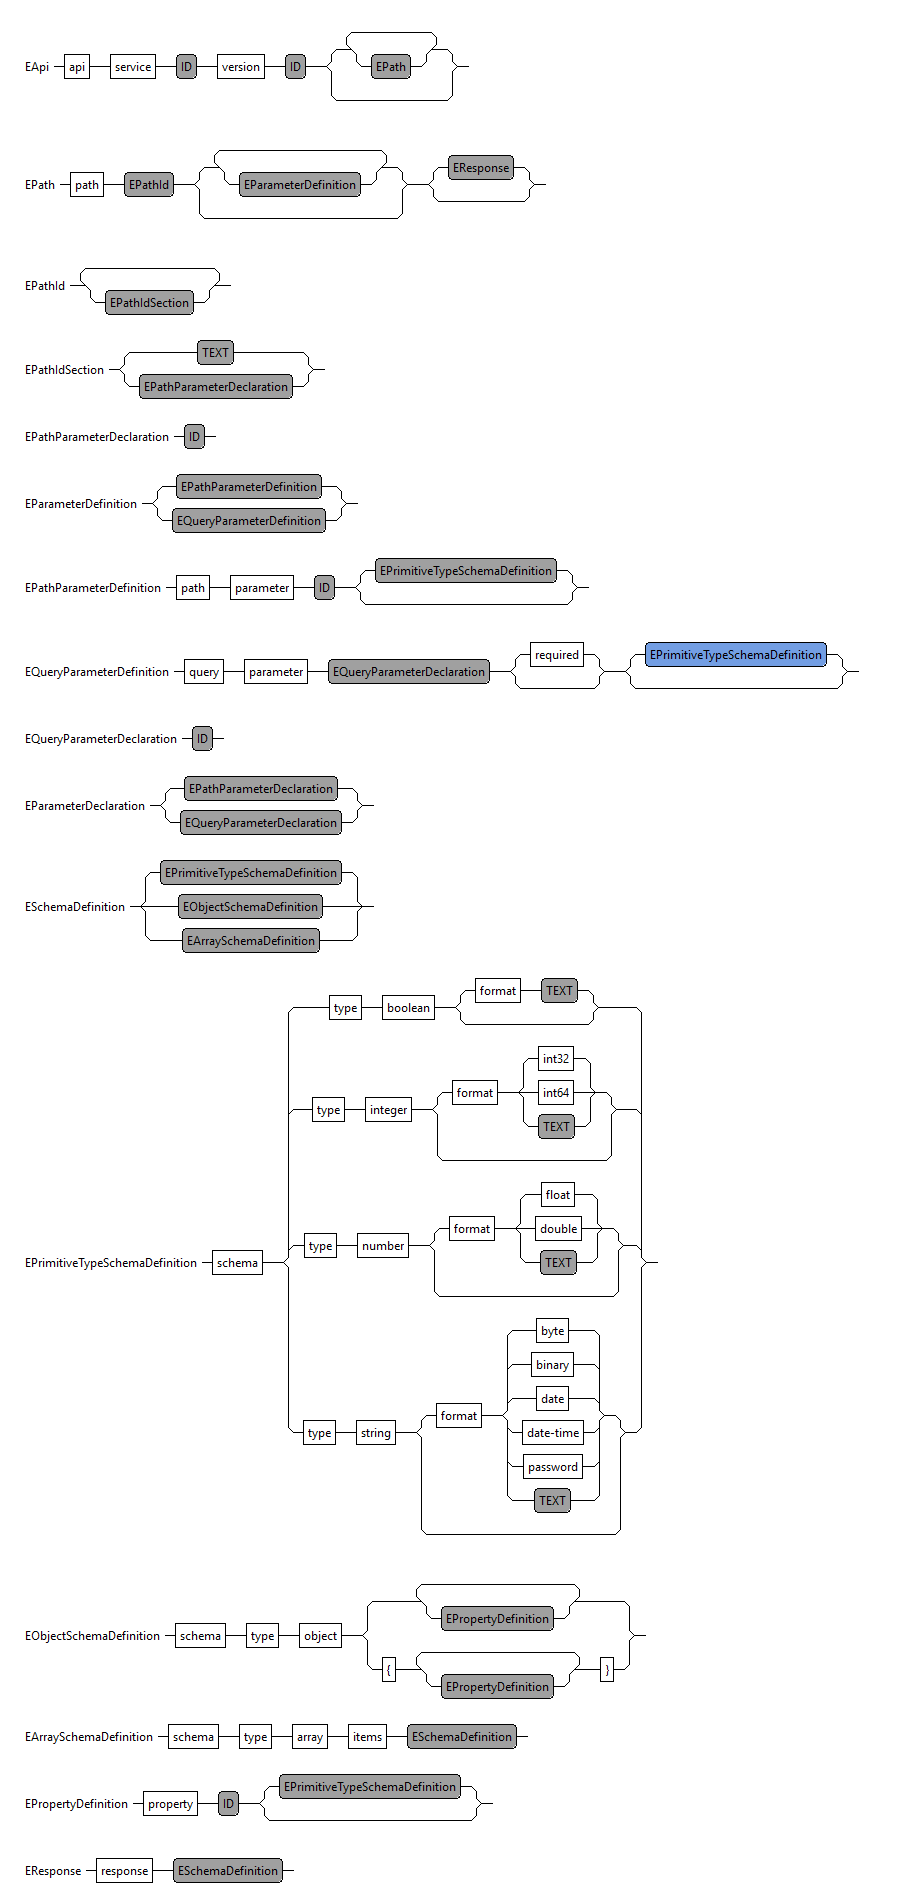 EApi api service ID version ID EPath
EPath path EPathId EParameterDefinition EResponse
EPathId EPathIdSection
EPathIdSection TEXT
EPathParameterDeclaration
EPathParameterDeclaration ID
EParameterDefinition EPathParameterDefinition
EQueryParameterDefinition
EPathParameterDefinition path parameter ID EPrimitiveTypeSchemaDefinition
EQueryParameterDefinition query parameter EQueryParameterDeclaration required EPrimitiveTypeSchemaDefinition
EQueryParameterDeclaration ID
EParameterDeclaration EPathParameterDeclaration
EQueryParameterDeclaration
ESchemaDefinition EPrimitiveTypeSchemaDefinition
EObjectSchemaDefinition
EArraySchemaDefinition
EPrimitiveTypeSchemaDefinition schema
type boolean format TEXT
type integer format int32
int64
TEXT
type number format float
double
TEXT
type string format byte
binary
date
date-time
password
TEXT
EObjectSchemaDefinition schema type object EPropertyDefinition
{ EPropertyDefinition }
EArraySchemaDefinition schema type array items ESchemaDefinition
EPropertyDefinition property ID EPrimitiveTypeSchemaDefinition
EResponse response ESchemaDefinition